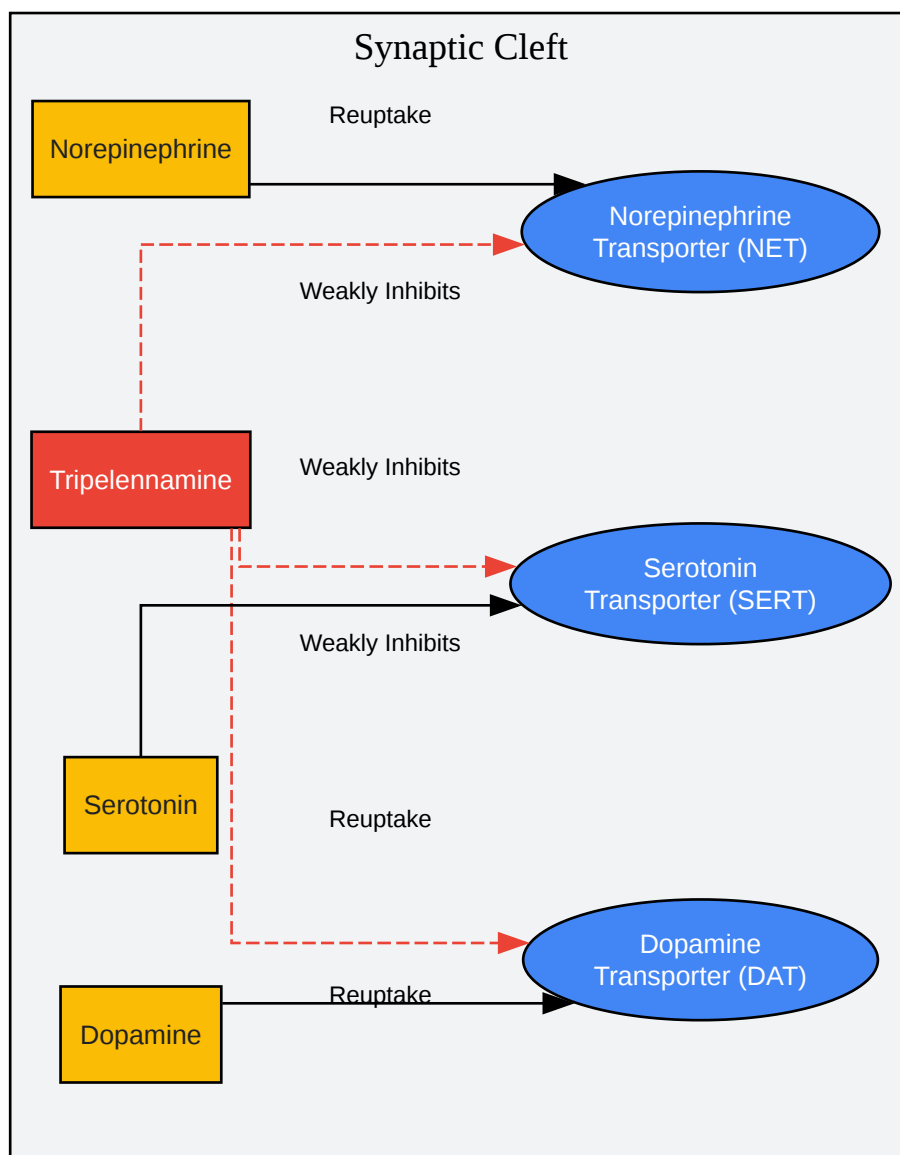 Synaptic Cleft
Reuptake
Norepinephrine
Norepinephrine
Transporter (NET)
Weakly Inhibits
Tripelennamine
Weakly Inhibits
Serotonin
Transporter (SERT)
Weakly Inhibits
Serotonin
Reuptake
Dopamine
Transporter (DAT)
Reuptake
Dopamine